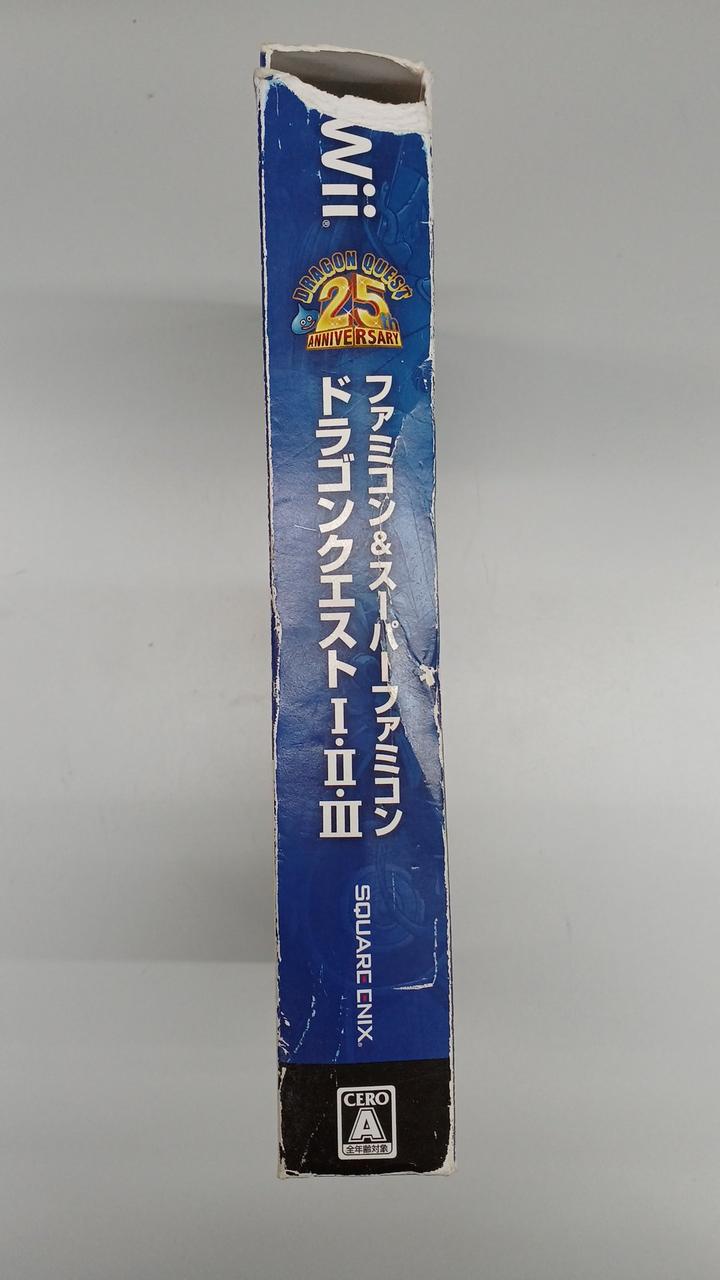 Wii®
DRAGON QUEST
25th
ANNIVERSARY
ファミコン&スーパーファミコン
ドラゴンクエスト I・II・III
SQUARE ENIX®
CERO
A
全年齢対象